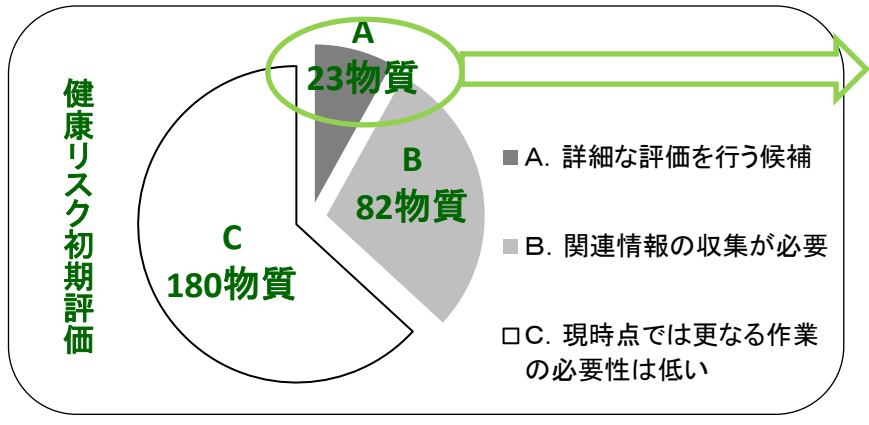 健康リスク初期評価
A
23物質
B
82物質
C
180物質
A. 詳細な評価を行う候補
B. 関連情報の収集が必要
C. 現時点では更なる作業
の必要性は低い